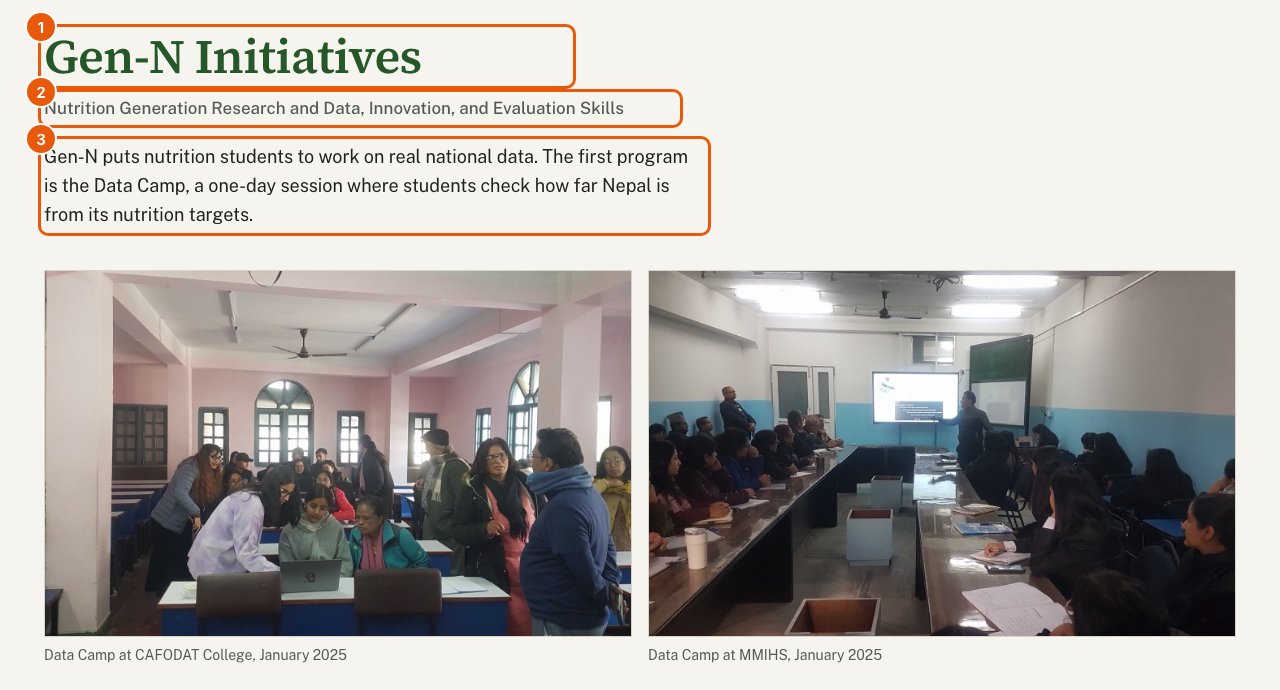 1
Gen-N Initiatives
2
Nutrition Generation Research and Data, Innovation, and Evaluation Skills
3
Gen-N puts nutrition students to work on real national data. The first program
is the Data Camp, a one-day session where students check how far Nepal is
from its nutrition targets.
Data Camp at CAFODAT College, January 2025
Data Camp at MMIHS, January 2025